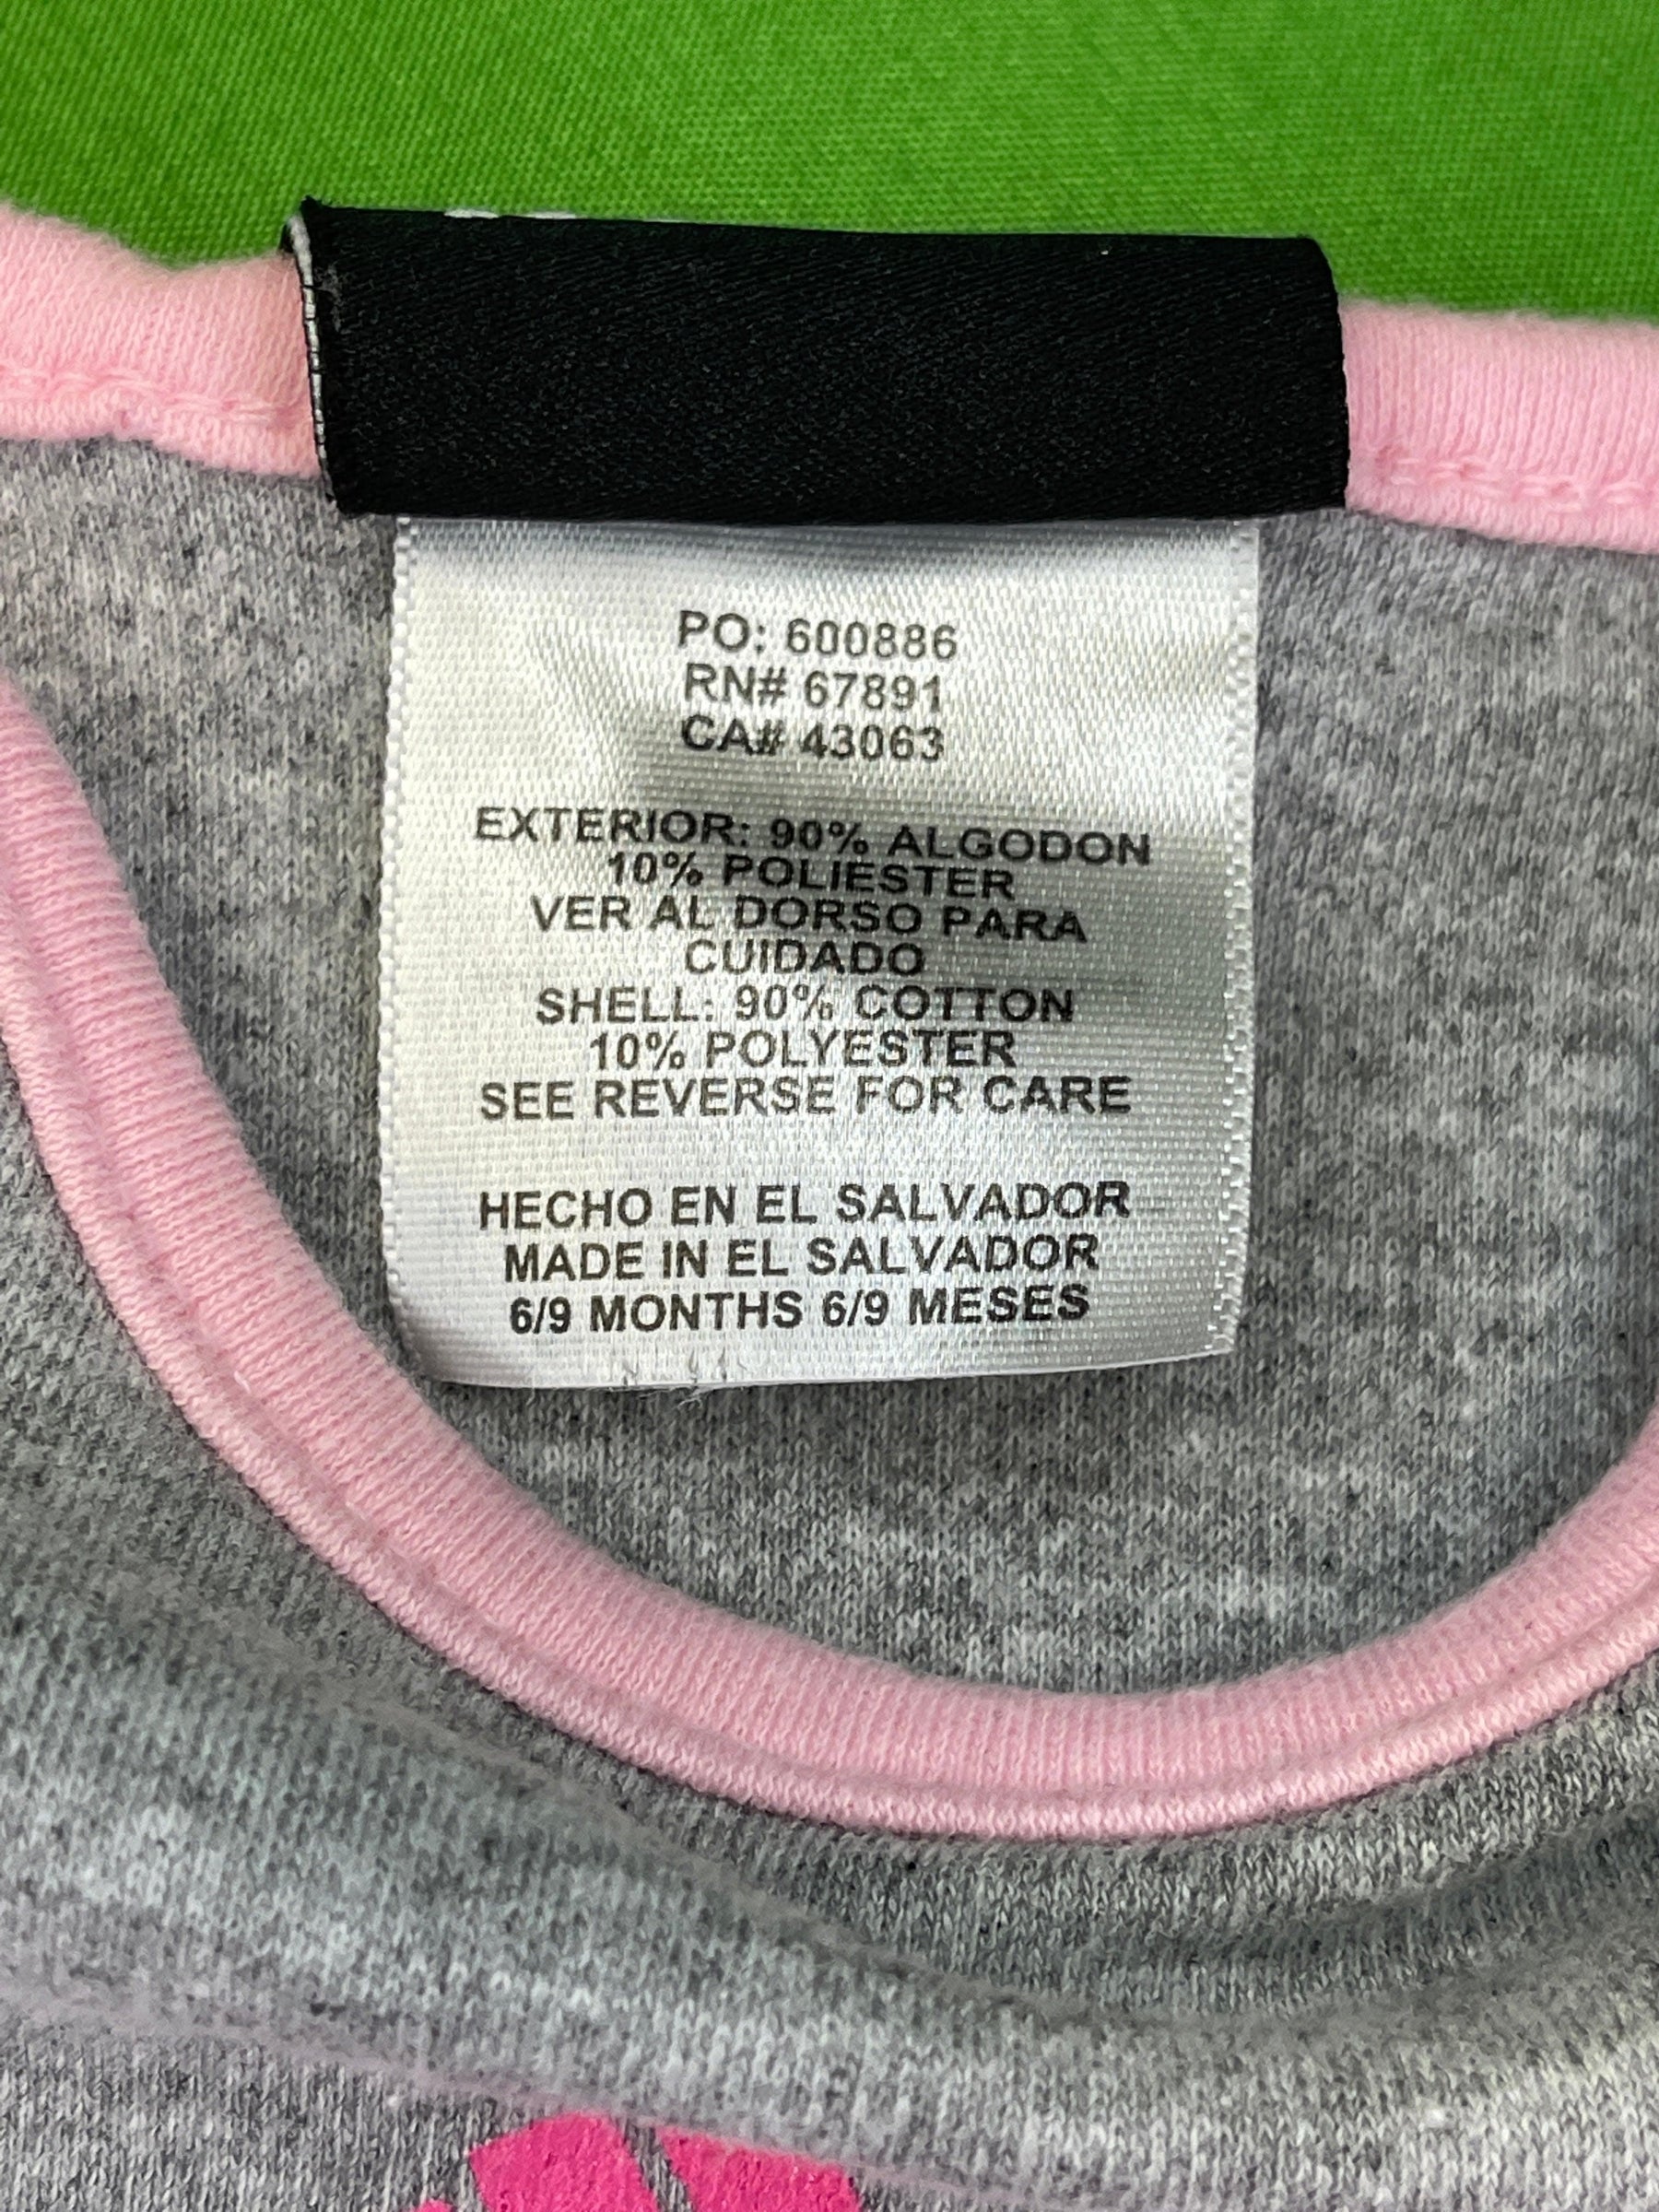 PO: 600886
RN# 67891
CA# 43063
EXTERIOR: 90% ALGODON
10% POLIESTER
VER AL DORSO PARA
CUIDADO
SHELL: 90% COTTON
10% POLYESTER
SEE REVERSE FOR CARE
HECHO EN EL SALVADOR
MADE IN EL SALVADOR
6/9 MONTHS 6/9 MESES